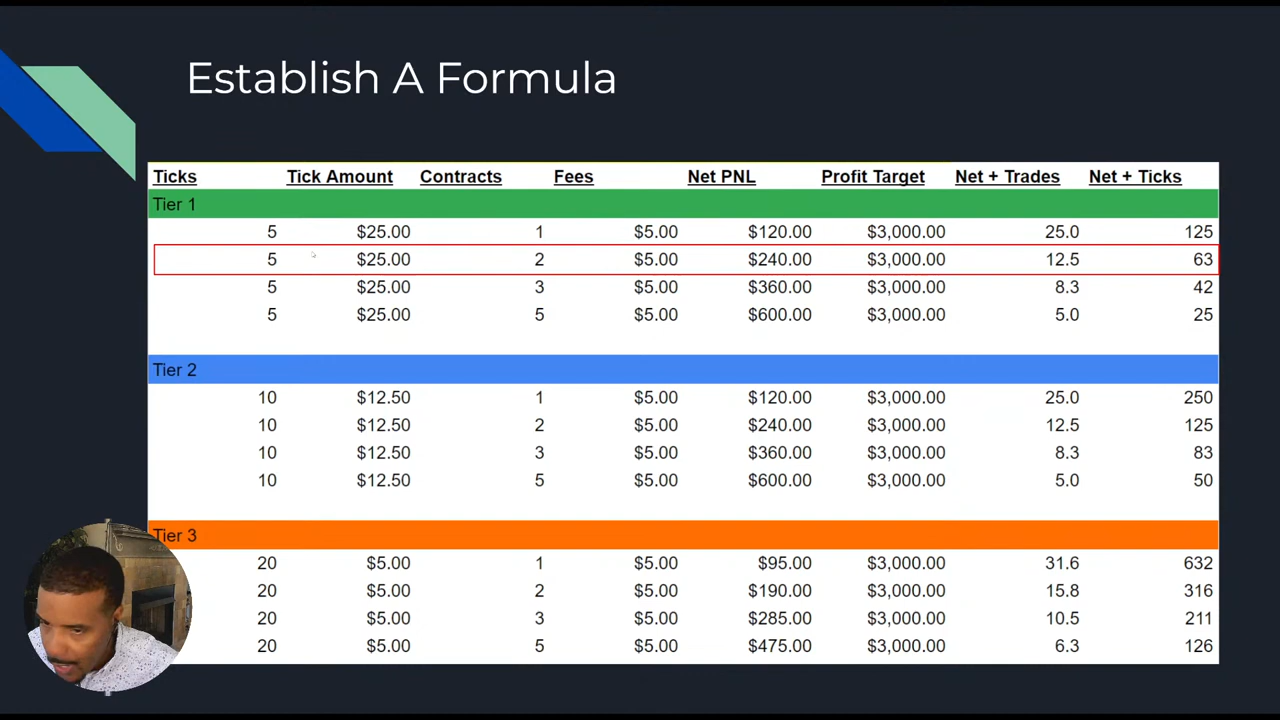 Establish A Formula
Ticks Tick Amount Contracts Fees Net PNL Profit Target Net + Trades Net + Ticks
Tier 1
5 $25.00 1 $5.00 $120.00 $3,000.00 25.0 125
5 $25.00 2 $5.00 $240.00 $3,000.00 12.5 63
5 $25.00 3 $5.00 $360.00 $3,000.00 8.3 42
5 $25.00 5 $5.00 $600.00 $3,000.00 5.0 25
Tier 2
10 $12.50 1 $5.00 $120.00 $3,000.00 25.0 250
10 $12.50 2 $5.00 $240.00 $3,000.00 12.5 125
10 $12.50 3 $5.00 $360.00 $3,000.00 8.3 83
10 $12.50 5 $5.00 $600.00 $3,000.00 5.0 50
Tier 3
20 $5.00 1 $5.00 $95.00 $3,000.00 31.6 632
20 $5.00 2 $5.00 $190.00 $3,000.00 15.8 316
20 $5.00 3 $5.00 $285.00 $3,000.00 10.5 211
20 $5.00 5 $5.00 $475.00 $3,000.00 6.3 126